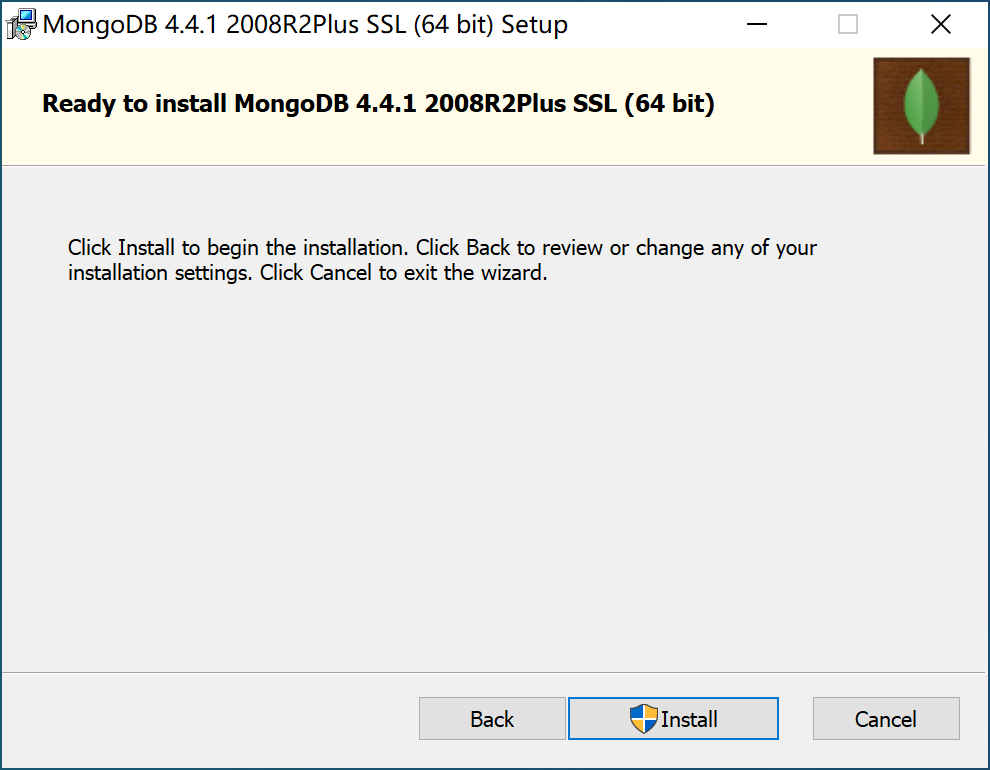 MongoDB 4.4.1 2008R2Plus SSL (64 bit) Setup
Ready to install MongoDB 4.4.1 2008R2Plus SSL (64 bit)
Click Install to begin the installation. Click Back to review or change any of your
installation settings. Click Cancel to exit the wizard.
Back
Install
Cancel